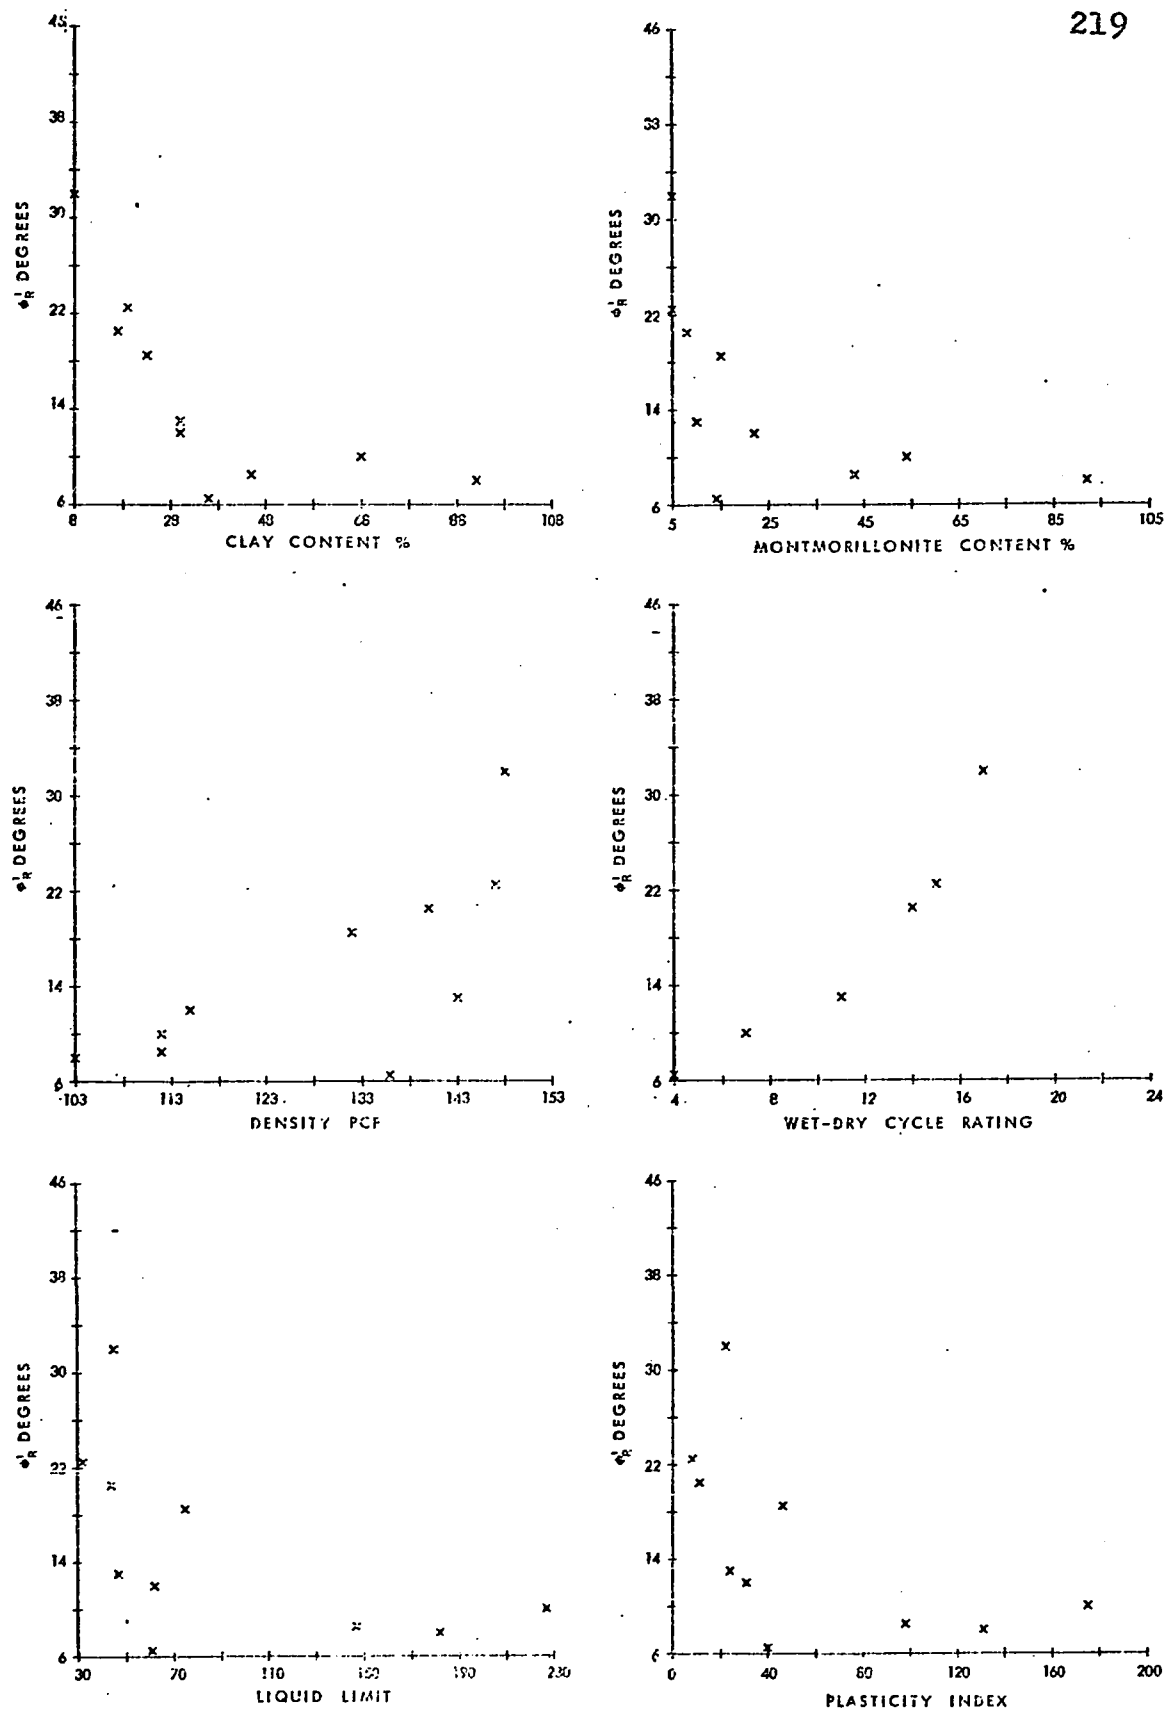 219
45
38
30
22
14
6
φ'R DEGREES
8 28 48 68 88 108
CLAY CONTENT %
46
38
30
22
14
6
φ'R DEGREES
5 25 45 65 85 105
MONTMORILLONITE CONTENT %
46
38
30
22
14
6
φ'R DEGREES
103 113 123 133 143 153
DENSITY PCF
46
38
30
22
14
6
φ'R DEGREES
4 8 12 16 20 24
WET-DRY CYCLE RATING
46
38
30
22
14
6
φ'R DEGREES
30 70 110 150 190 230
LIQUID LIMIT
46
38
30
22
14
6
φ'R DEGREES
0 40 80 120 160 200
PLASTICITY INDEX